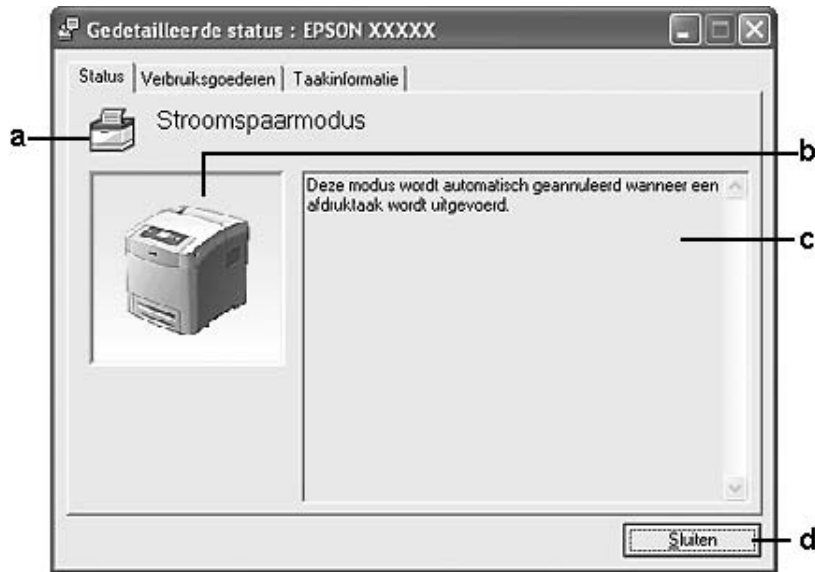 Gedetailleerde status : EPSON XXXXX
Status Verbruiksgoederen Taakinformatie
a Stroomspaarmodus
b
Deze modus wordt automatisch geannuleerd wanneer een
afdruktaak wordt uitgevoerd.
c
Sluiten d